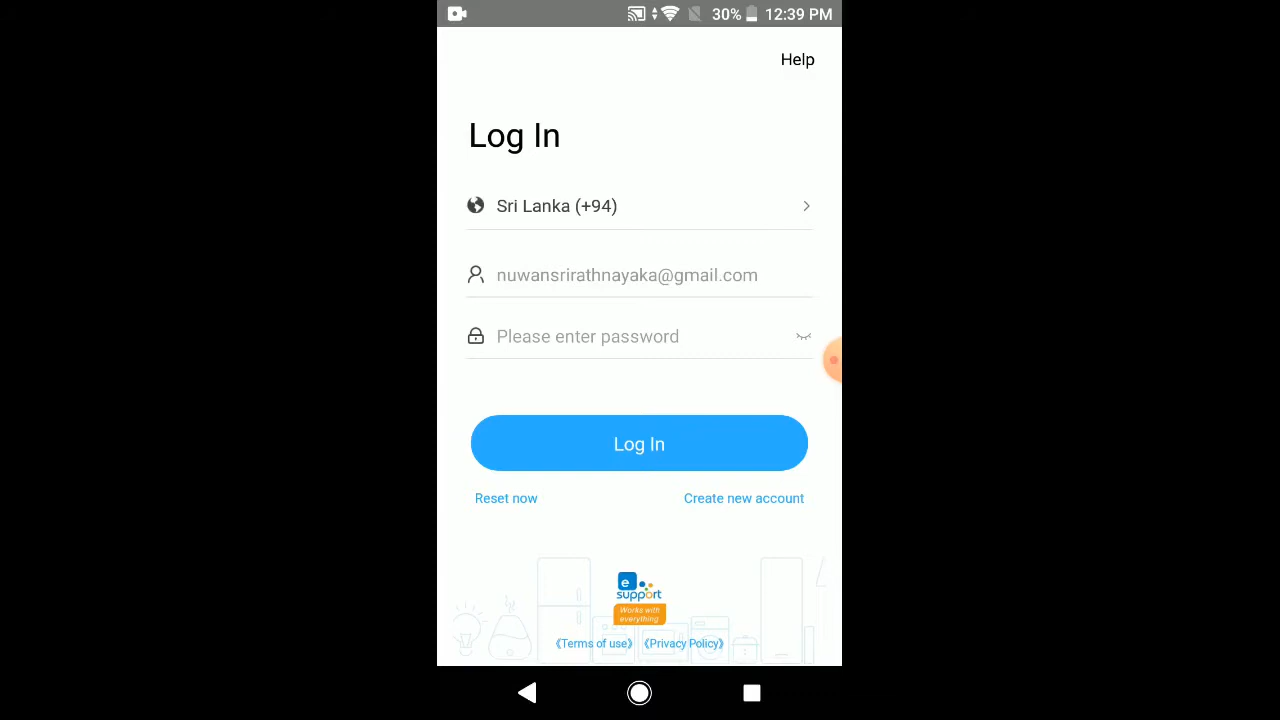 30% 12:39 PM
Help
Log In
Sri Lanka (+94)
nuwansrirathnayaka@gmail.com
Please enter password
Log In
Reset now
Create new account
e
support
Works with
everything
《Terms of use》 《Privacy Policy》